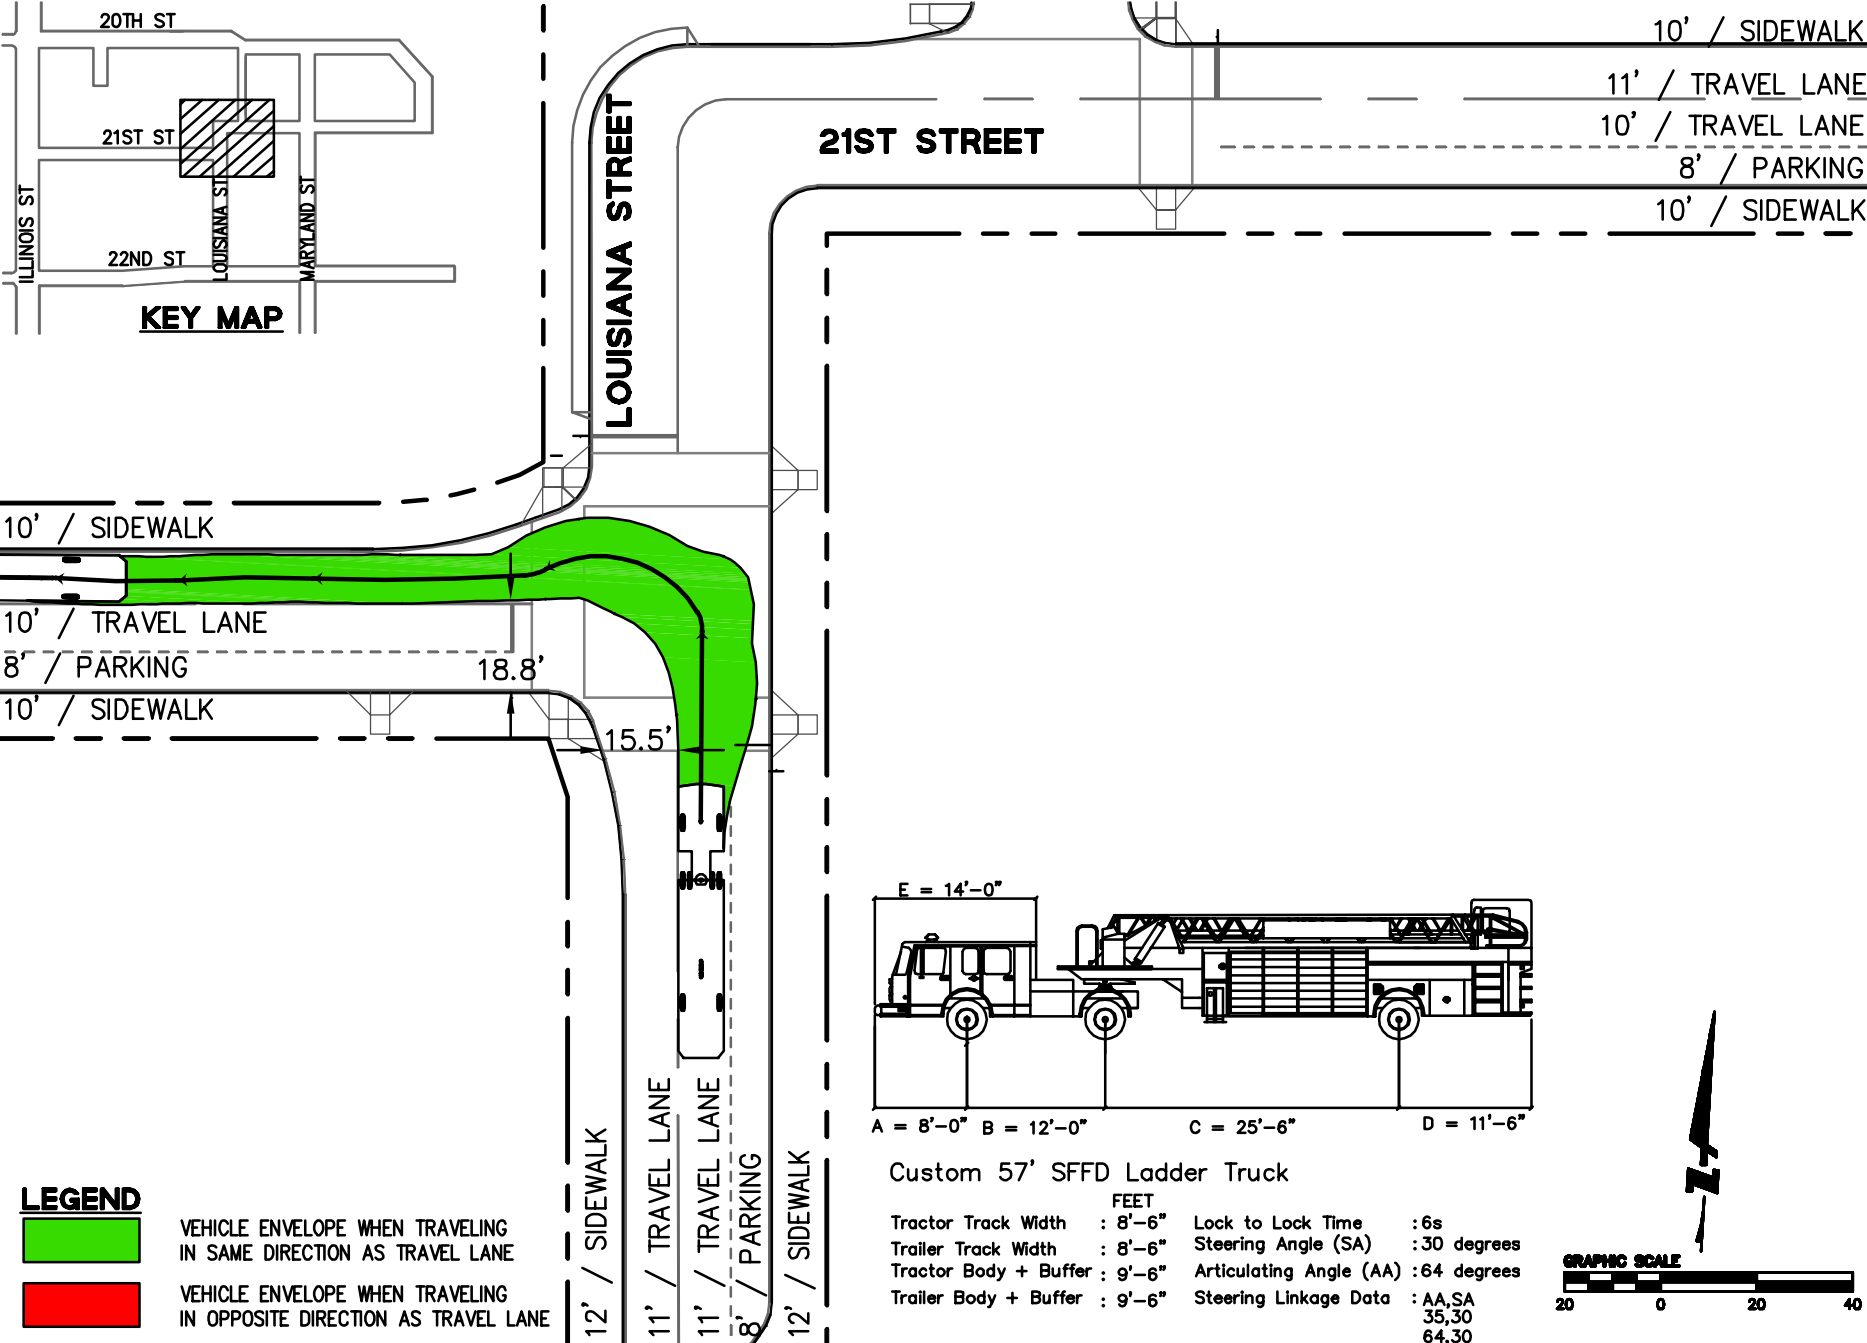 20TH ST
21ST ST
ILLINOIS ST
LOUISIANA ST
MARYLAND ST
22ND ST
KEY MAP
LOUISIANA STREET
21ST STREET
10' / SIDEWALK
11' / TRAVEL LANE
10' / TRAVEL LANE
8' / PARKING
10' / SIDEWALK
10' / SIDEWALK
10' / TRAVEL LANE
8' / PARKING
10' / SIDEWALK
18.8'
15.5'
12' / SIDEWALK
11' / TRAVEL LANE
11' / TRAVEL LANE
8' / PARKING
12' / SIDEWALK
E = 14'-0"
A = 8'-0"
B = 12'-0"
C = 25'-6"
D = 11'-6"
Custom 57' SFFD Ladder Truck
FEET
Tractor Track Width : 8'-6"
Trailer Track Width : 8'-6"
Tractor Body + Buffer : 9'-6"
Trailer Body + Buffer : 9'-6"
Lock to Lock Time : 6s
Steering Angle (SA) : 30 degrees
Articulating Angle (AA) : 64 degrees
Steering Linkage Data : AA,SA
35,30
64.30
LEGEND
VEHICLE ENVELOPE WHEN TRAVELING
IN SAME DIRECTION AS TRAVEL LANE
VEHICLE ENVELOPE WHEN TRAVELING
IN OPPOSITE DIRECTION AS TRAVEL LANE
N
GRAPHIC SCALE
20 0 20 40